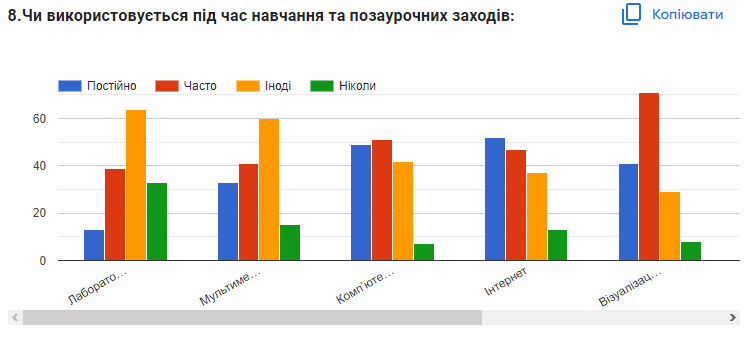 8.Чи використовується під час навчання та позаурочних заходів:
Копіювати
Постійно Часто Іноді Ніколи
60
40
20
0
Лаборато… Мультиме… Комп'юте… Інтернет Візуалізац…